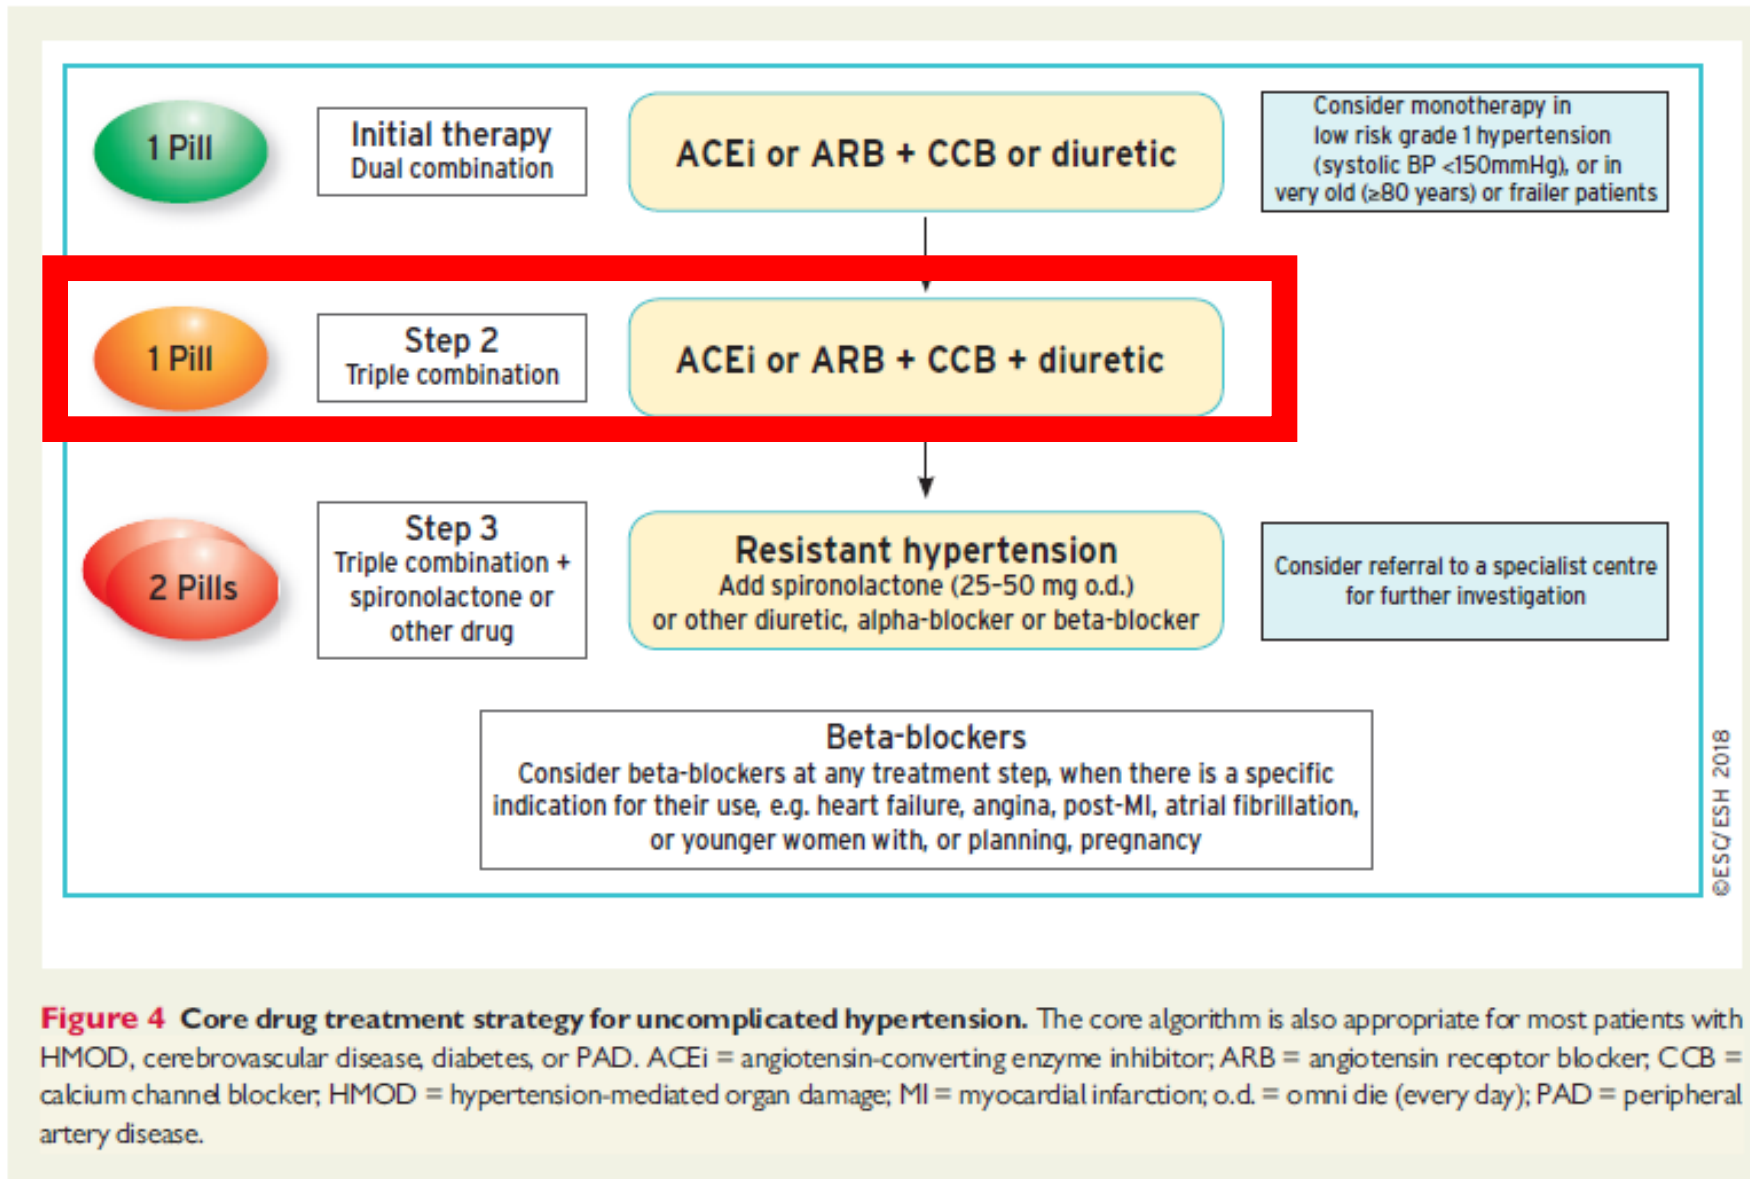 1 Pill
Initial therapy
Dual combination
ACEi or ARB + CCB or diuretic
Consider monotherapy in
low risk grade 1 hypertension
(systolic BP <150mmHg), or in
very old (≥80 years) or frailer patients
1 Pill
Step 2
Triple combination
ACEi or ARB + CCB + diuretic
2 Pills
Step 3
Triple combination +
spironolactone or
other drug
Resistant hypertension
Add spironolactone (25–50 mg o.d.)
or other diuretic, alpha-blocker or beta-blocker
Consider referral to a specialist centre
for further investigation
Beta-blockers
Consider beta-blockers at any treatment step, when there is a specific
indication for their use, e.g. heart failure, angina, post-MI, atrial fibrillation,
or younger women with, or planning, pregnancy
©ESC/ESH 2018
Figure 4 Core drug treatment strategy for uncomplicated hypertension. The core algorithm is also appropriate for most patients with
HMOD, cerebrovascular disease, diabetes, or PAD. ACEi = angiotensin-converting enzyme inhibitor; ARB = angiotensin receptor blocker; CCB =
calcium channel blocker; HMOD = hypertension-mediated organ damage; MI = myocardial infarction; o.d. = omni die (every day); PAD = peripheral
artery disease.